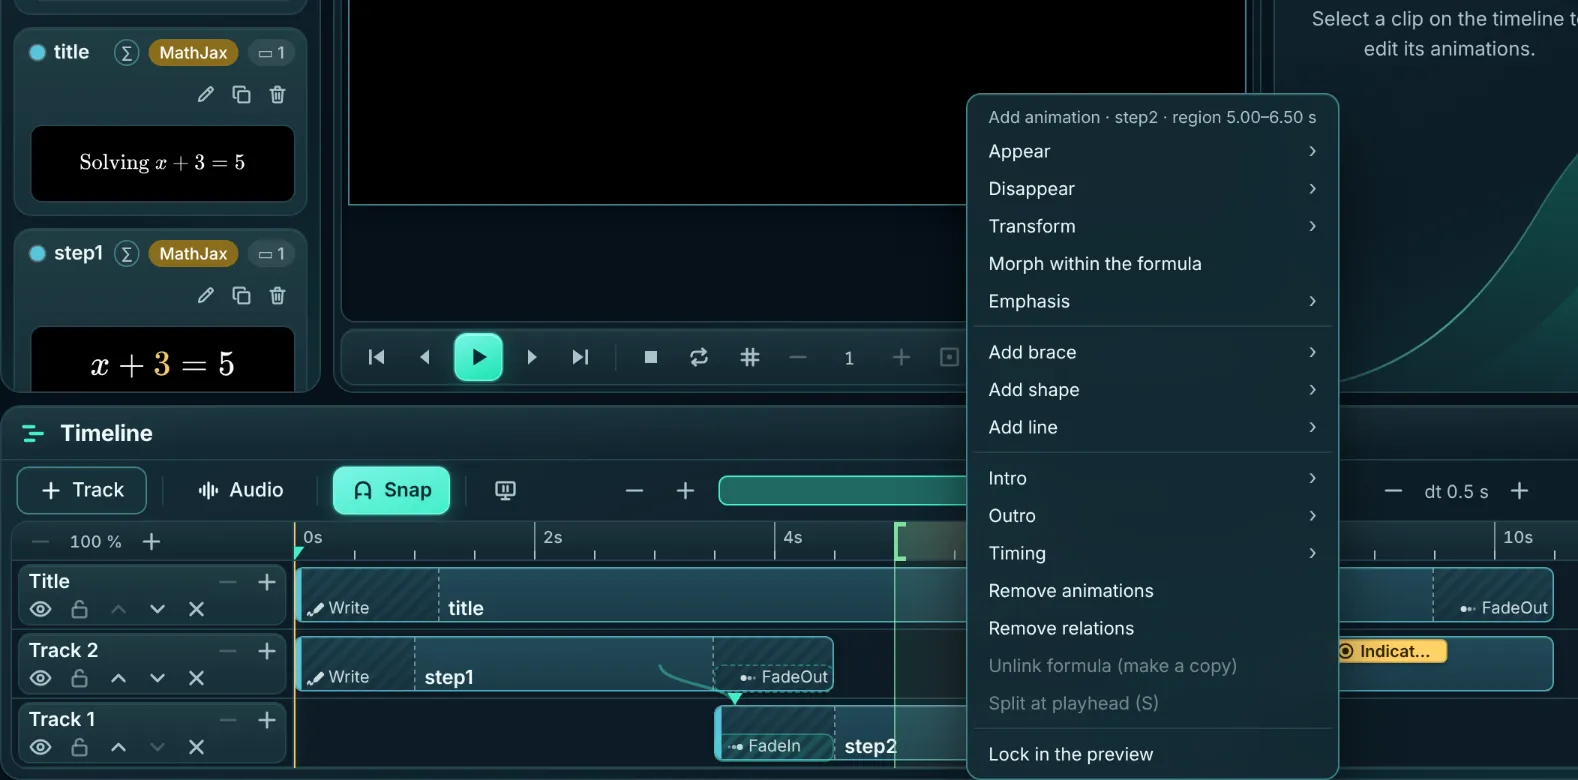 title ∑ MathJax 1
Solving x + 3 = 5
step1 ∑ MathJax 1
x + 3 = 5
1
Select a clip on the timeline
edit its animations.
Add animation · step2 · region 5.00–6.50 s
Appear
Disappear
Transform
Morph within the formula
Emphasis
Add brace
Add shape
Add line
Intro
Outro
Timing
Remove animations
Remove relations
Unlink formula (make a copy)
Split at playhead (S)
Lock in the preview
Timeline
+ Track Audio Snap − + − dt 0.5 s +
− 100 % + 0s 2s 4s 10s
Title − +
Write title FadeOut
Track 2 − +
Write step1 FadeOut Indicat...
Track 1 − +
FadeIn step2